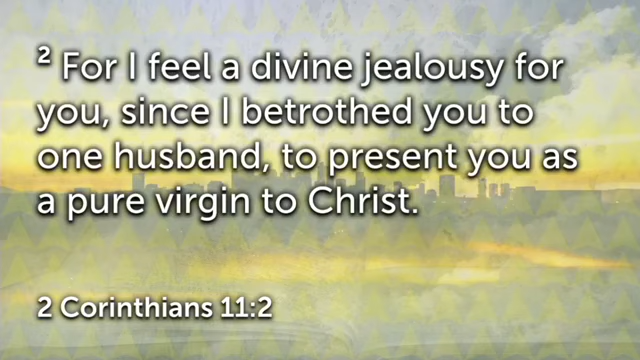 ² For I feel a divine jealousy for
you, since I betrothed you to
one husband, to present you as
a pure virgin to Christ.
2 Corinthians 11:2